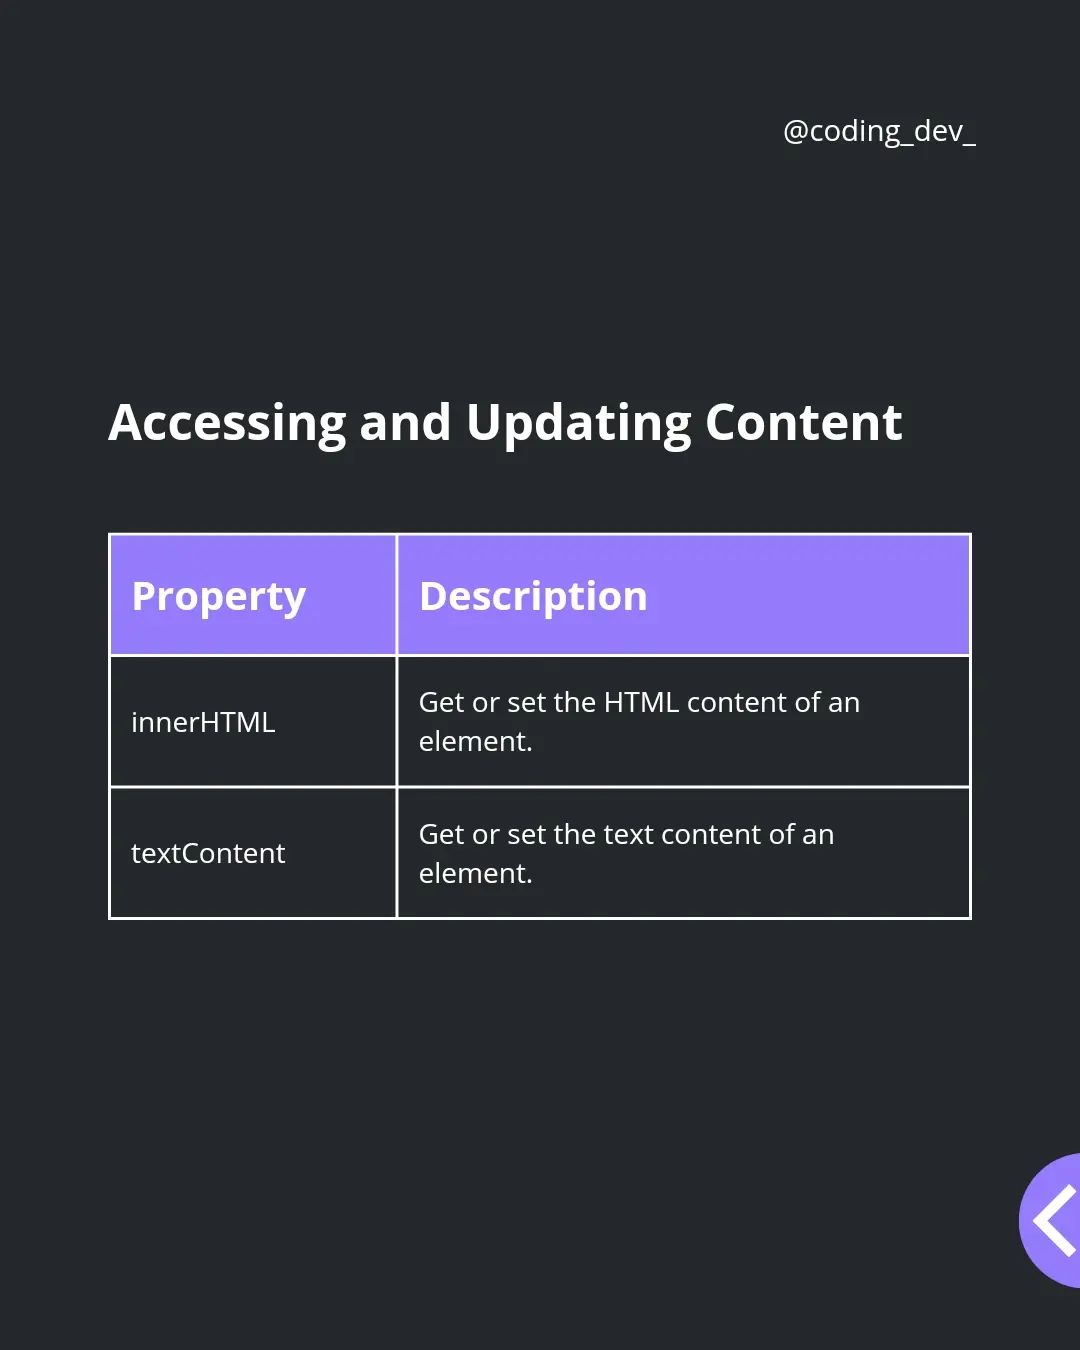 @coding_dev_
Accessing and Updating Content
Property
Description
innerHTML
Get or set the HTML content of an
element.
textContent
Get or set the text content of an
element.